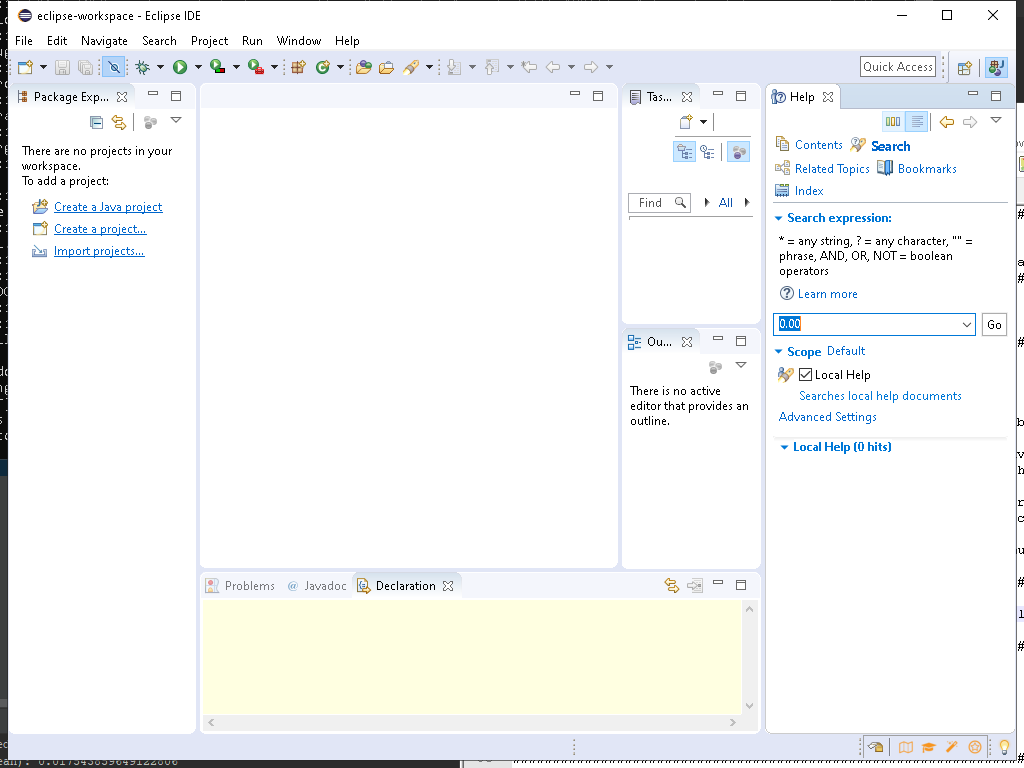 eclipse-workspace - Eclipse IDE
File Edit Navigate Search Project Run Window Help
Quick Access
Package Exp...
Tas...
Help
There are no projects in your
workspace.
To add a project:
Create a Java project
Create a project...
Import projects...
Find
All
Contents Search
Related Topics Bookmarks
Index
Search expression:
* = any string, ? = any character, "" =
phrase, AND, OR, NOT = boolean
operators
Learn more
0.00
Go
Scope Default
Local Help
Searches local help documents
Advanced Settings
Local Help (0 hits)
Ou...
There is no active
editor that provides an
outline.
Problems @ Javadoc Declaration